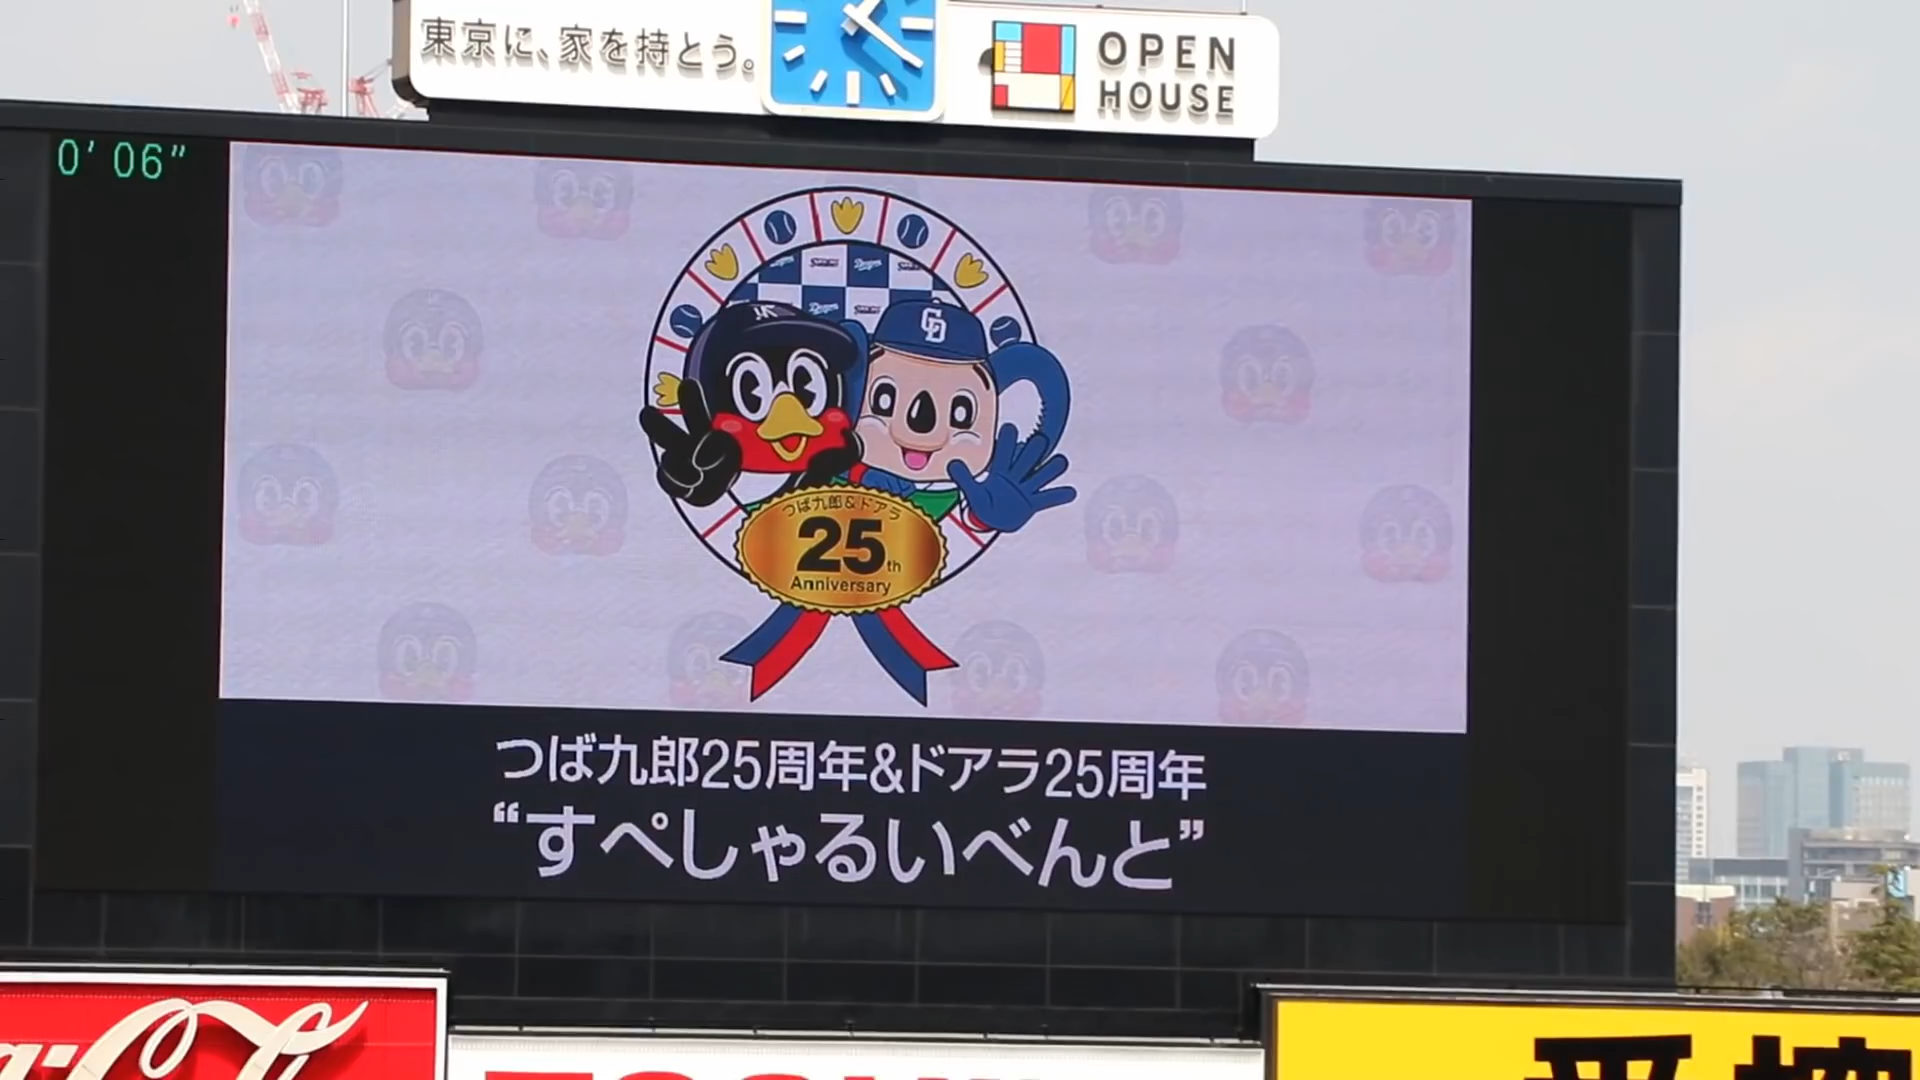 東京に、家を持とう。
OPEN
HOUSE
0'06"
つば九郎&ドアラ
25th
Anniversary
つば九郎25周年&ドアラ25周年
“すぺしゃるいべんと”